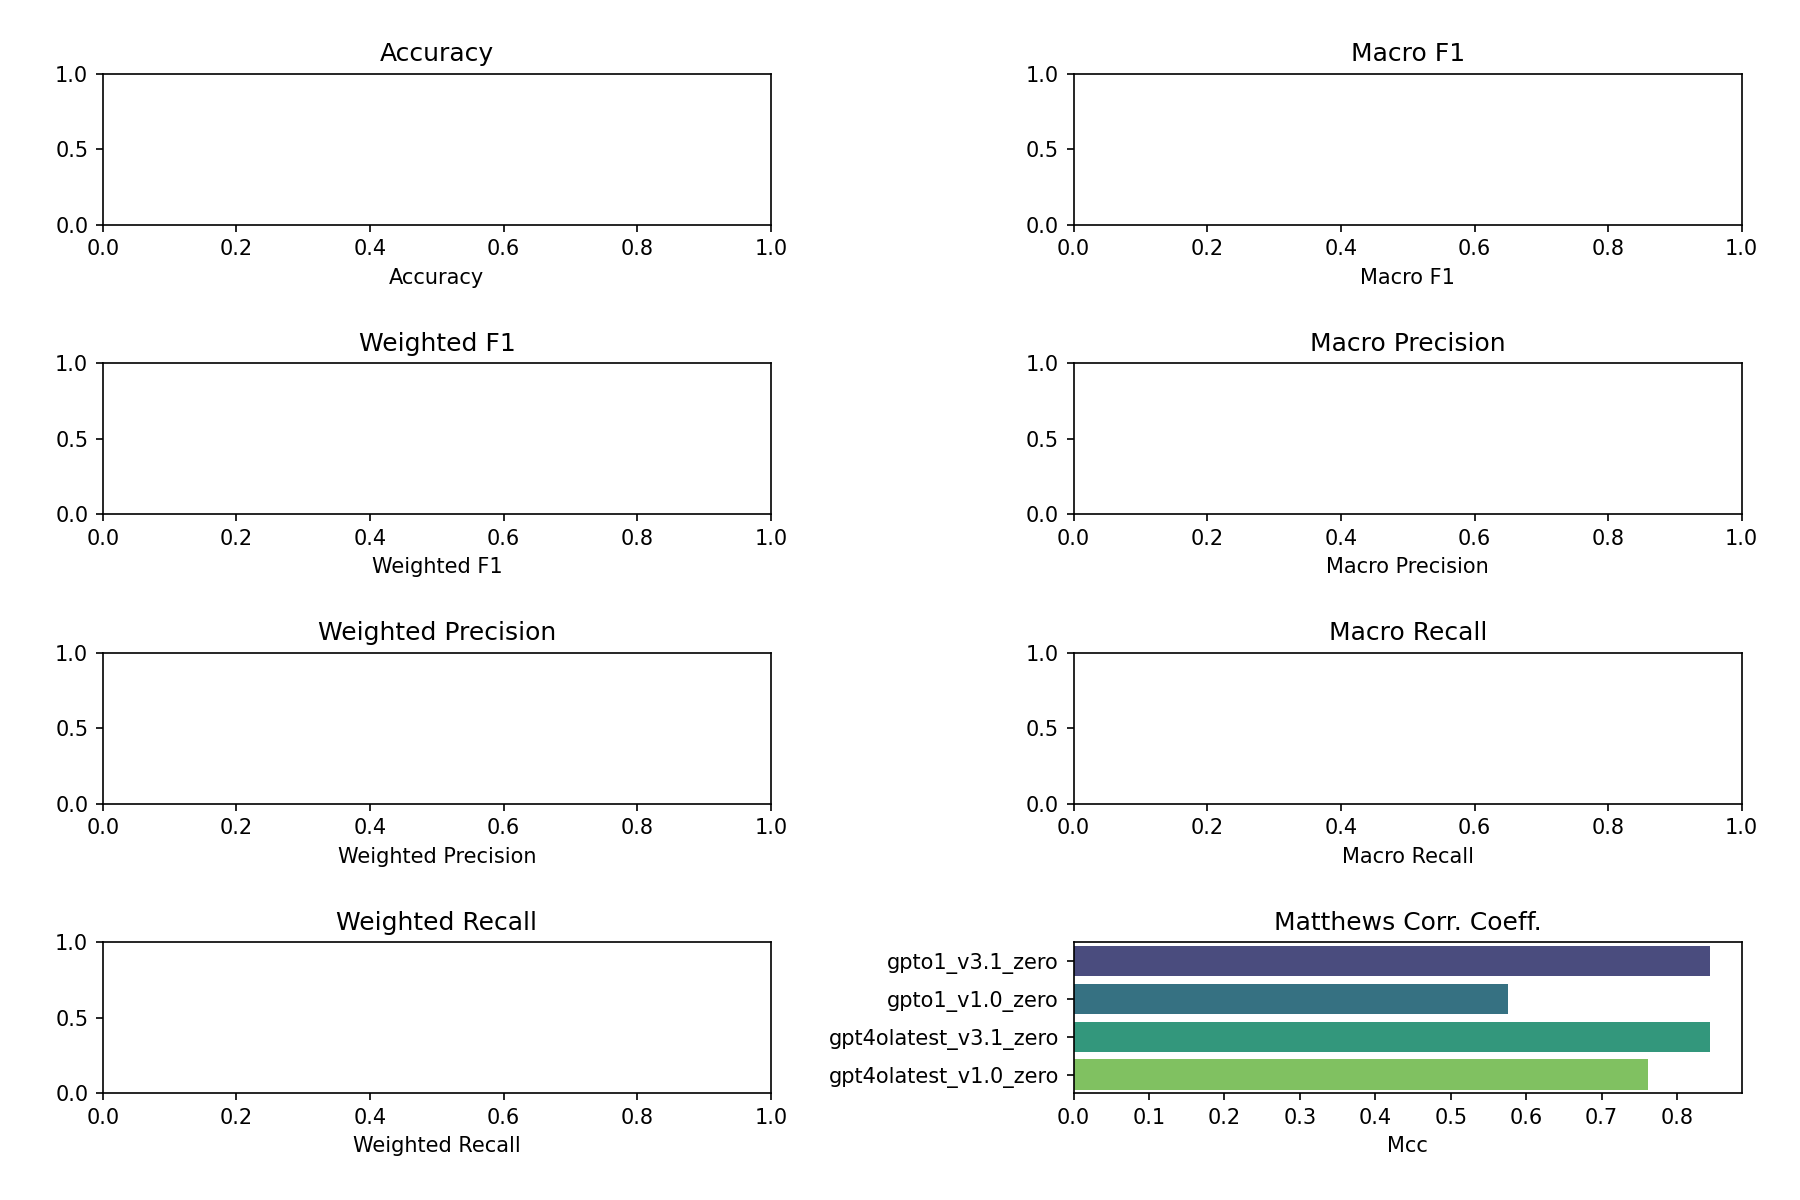 Accuracy
1.0
0.5
0.0
0.0 0.2 0.4 0.6 0.8 1.0
Accuracy
Macro F1
1.0
0.5
0.0
0.0 0.2 0.4 0.6 0.8 1.0
Macro F1
Weighted F1
1.0
0.5
0.0
0.0 0.2 0.4 0.6 0.8 1.0
Weighted F1
Macro Precision
1.0
0.5
0.0
0.0 0.2 0.4 0.6 0.8 1.0
Macro Precision
Weighted Precision
1.0
0.5
0.0
0.0 0.2 0.4 0.6 0.8 1.0
Weighted Precision
Macro Recall
1.0
0.5
0.0
0.0 0.2 0.4 0.6 0.8 1.0
Macro Recall
Weighted Recall
1.0
0.5
0.0
0.0 0.2 0.4 0.6 0.8 1.0
Weighted Recall
Matthews Corr. Coeff.
gpto1_v3.1_zero
gpto1_v1.0_zero
gpt4olatest_v3.1_zero
gpt4olatest_v1.0_zero
0.0 0.1 0.2 0.3 0.4 0.5 0.6 0.7 0.8
Mcc